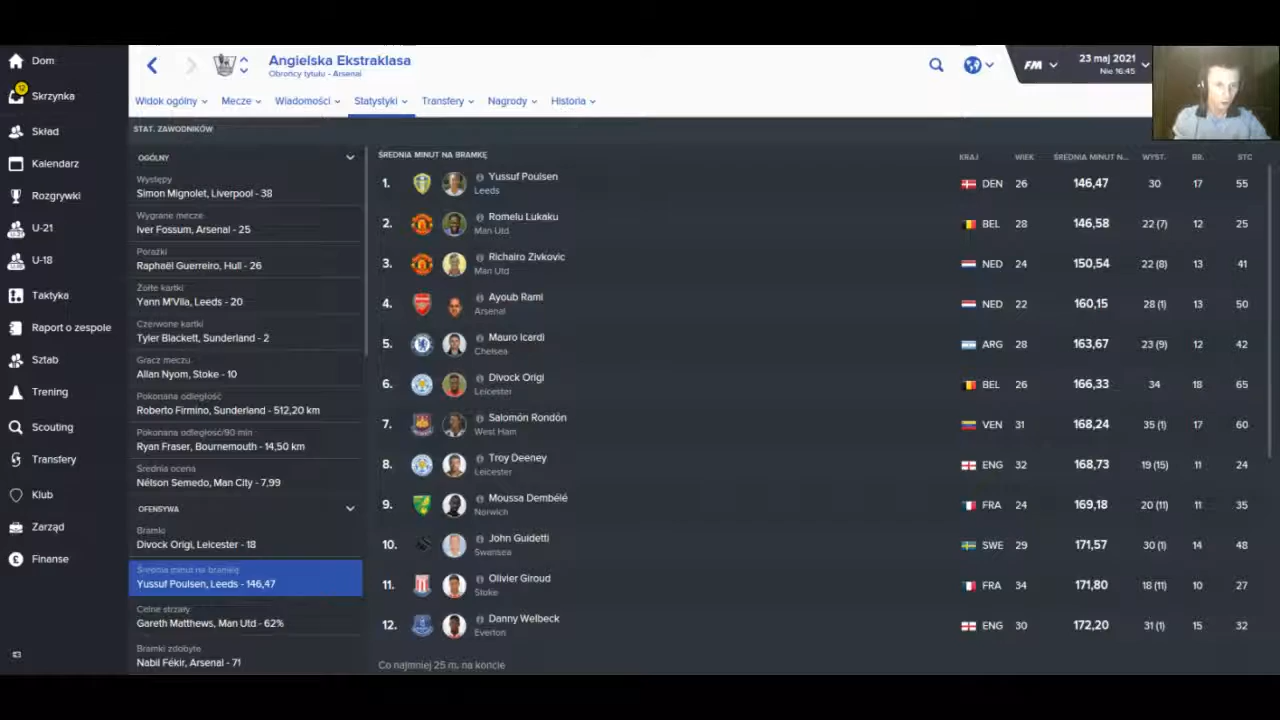 Dom
Skrzynka
Skład
Kalendarz
Rozgrywki
U-21
U-18
Taktyka
Raport o zespole
Sztab
Trening
Scouting
Transfery
Klub
Zarząd
Finanse
Angielska Ekstraklasa
Obrońcy tytułu - Arsenal
FM
23 maj 2021
Nie 16:45
Widok ogólny Mecze Wiadomości Statystyki Transfery Nagrody Historia
STAT. ZAWODNIKÓW
OGÓLNY
Występy
Simon Mignolet, Liverpool - 38
Wygrane mecze
Iver Fossum, Arsenal - 25
Porażki
Raphaël Guerreiro, Hull - 26
Żółte kartki
Yann M'Vila, Leeds - 20
Czerwone kartki
Tyler Blackett, Sunderland - 2
Gracz meczu
Allan Nyom, Stoke - 10
Pokonana odległość
Roberto Firmino, Sunderland - 512,20 km
Pokonana odległość/90 min
Ryan Fraser, Bournemouth - 14,50 km
Średnia ocena
Nélson Semedo, Man City - 7,99
OFENSYWA
Bramki
Divock Origi, Leicester - 18
Średnia minut na bramkę
Yussuf Poulsen, Leeds - 146,47
Celne strzały
Gareth Matthews, Man Utd - 62%
Bramki zdobyte
Nabil Fékir, Arsenal - 71
ŚREDNIA MINUT NA BRAMKĘ KRAJ WIEK ŚREDNIA MINUT N... WYST. BR. STC
1. Yussuf Poulsen DEN 26 146,47 30 17 55
Leeds
2. Romelu Lukaku BEL 28 146,58 22 (7) 12 25
Man Utd
3. Richairo Zivkovic NED 24 150,54 22 (8) 13 41
Man Utd
4. Ayoub Rami NED 22 160,15 28 (1) 13 50
Arsenal
5. Mauro Icardi ARG 28 163,67 23 (9) 12 42
Chelsea
6. Divock Origi BEL 26 166,33 34 18 65
Leicester
7. Salomón Rondón VEN 31 168,24 35 (1) 17 60
West Ham
8. Troy Deeney ENG 32 168,73 19 (15) 11 24
Leicester
9. Moussa Dembélé FRA 24 169,18 20 (11) 11 35
Norwich
10. John Guidetti SWE 29 171,57 30 (1) 14 48
Swansea
11. Olivier Giroud FRA 34 171,80 18 (11) 10 27
Stoke
12. Danny Welbeck ENG 30 172,20 31 (1) 15 32
Everton
Co najmniej 25 m. na koncie